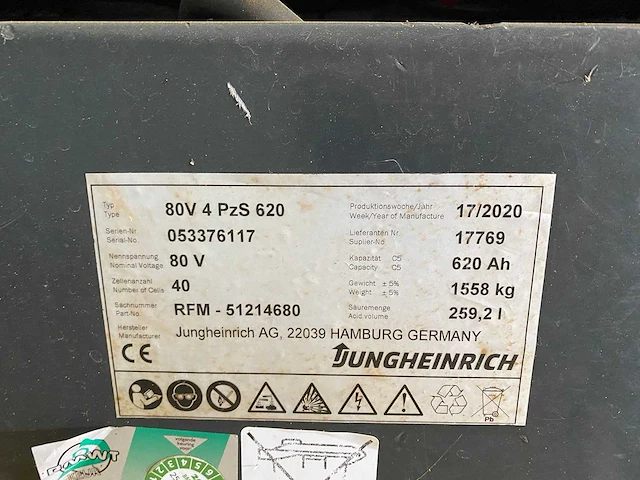 Typ
Type 80V 4 PzS 620
Produktionswoche/Jahr
Week/Year of Manufacture 17/2020
Serien-Nr.
Serial-No. 053376117
Lieferanten Nr.
Suplier-No 17769
Nennspannung
Nominal Voltage 80 V
Kapazität C5
Capacity C5 620 Ah
Zellenanzahl
Number of Cells 40
Gewicht ± 5%
Weight ± 5% 1558 kg
Sachnummer
Part-No. RFM - 51214680
Säuremenge
Acid volume 259,2 l
Hersteller
Manufacturer Jungheinrich AG, 22039 HAMBURG GERMANY
CE
JUNGHEINRICH
Pb
volgende
keuring